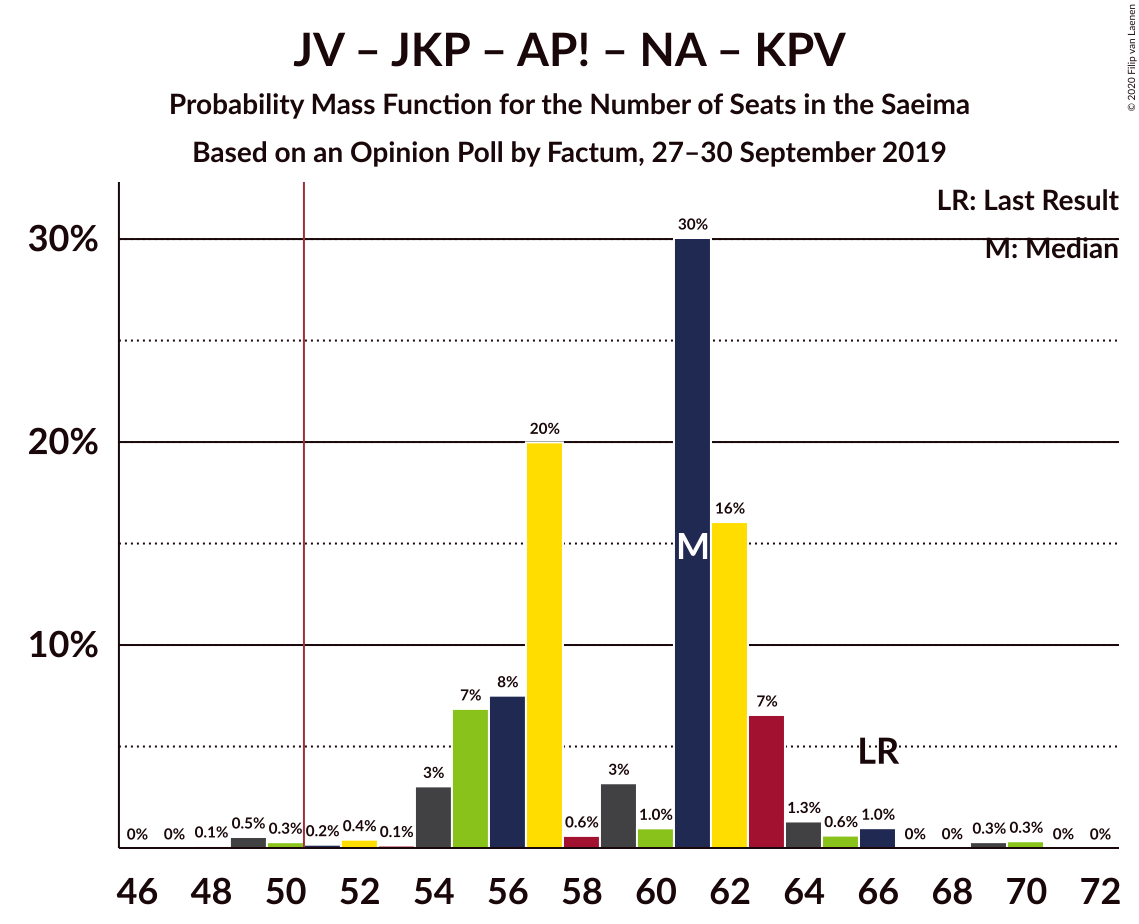 JV – JKP – AP! – NA – KPV
Probability Mass Function for the Number of Seats in the Saeima
Based on an Opinion Poll by Factum, 27–30 September 2019
© 2020 Filip van Laenen
LR: Last Result
M: Median
30%
20%
10%
0% 0% 0.1% 0.5% 0.3% 0.2% 0.4% 0.1% 3% 7% 8% 20% 0.6% 3% 1.0% 30% 16% 7% 1.3% 0.6% 1.0% 0% 0% 0.3% 0.3% 0% 0%
M
LR
46 48 50 52 54 56 58 60 62 64 66 68 70 72